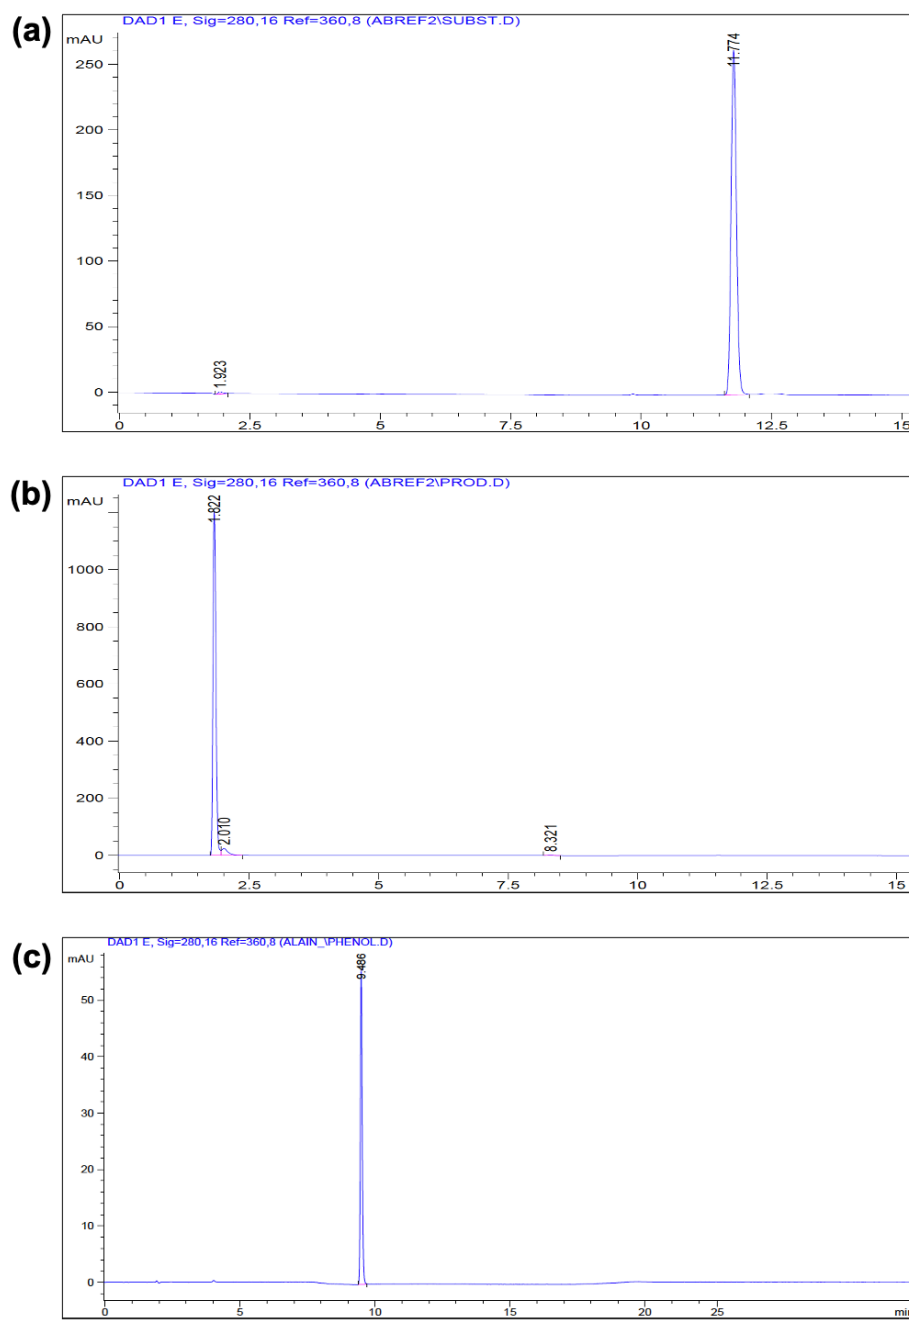 (a)
DAD1 E, Sig=280,16 Ref=360,8 (ABREF2\SUBST.D)
mAU
11.774
250
200
150
100
50
1.923
0
0 2.5 5 7.5 10 12.5 15
(b)
DAD1 E, Sig=280,16 Ref=360,8 (ABREF2\PROD.D)
mAU
1.822
1000
800
600
400
200
2.010
8.321
0
0 2.5 5 7.5 10 12.5 15
(c)
DAD1 E, Sig=280,16 Ref=360,8 (ALAIN_\PHENOL.D)
mAU
9.486
50
40
30
20
10
0
0 5 10 15 20 25 min